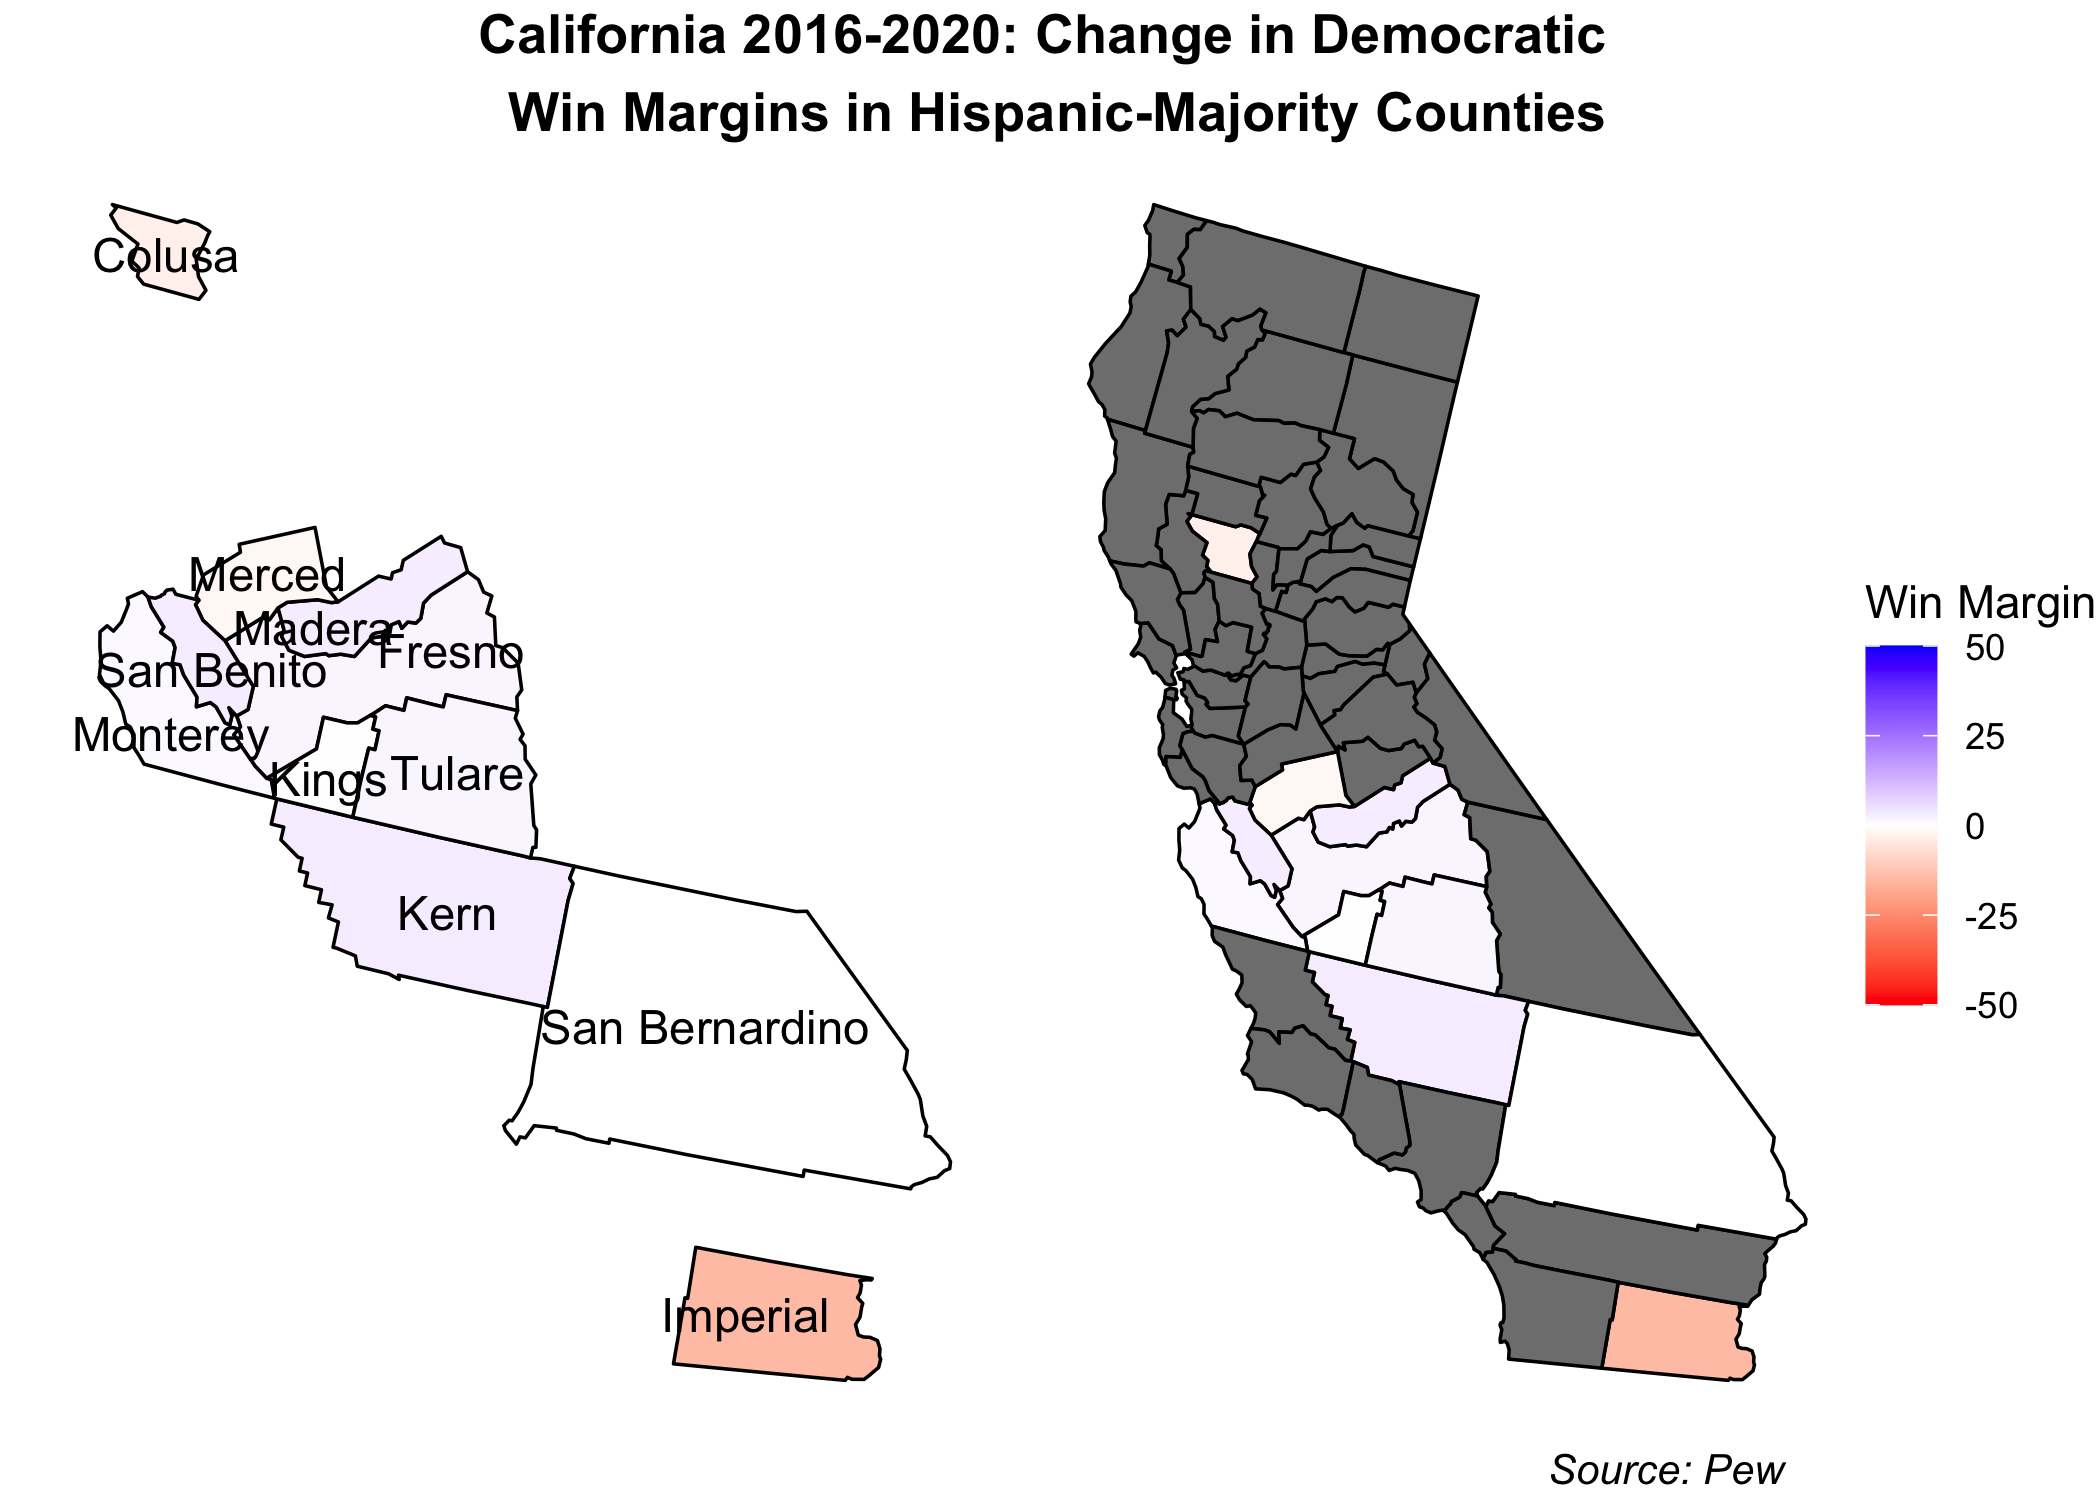 California 2016-2020: Change in Democratic
Win Margins in Hispanic-Majority Counties
Colusa
Merced
Madera
Fresno
San Benito
Monterey
Kings
Tulare
Kern
San Bernardino
Imperial
Win Margin
50
25
0
-25
-50
Source: Pew